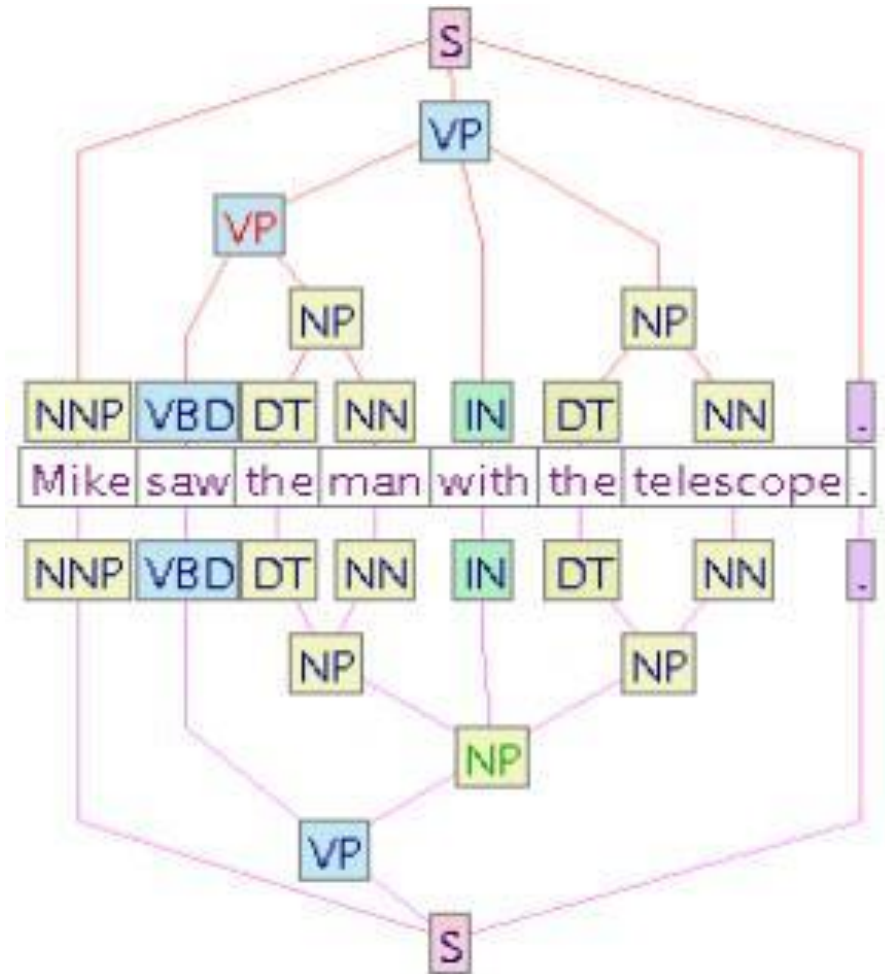 S
VP
VP
NP NP
NNP VBD DT NN IN DT NN .
Mike saw the man with the telescope .
NNP VBD DT NN IN DT NN .
NP NP
NP
VP
S